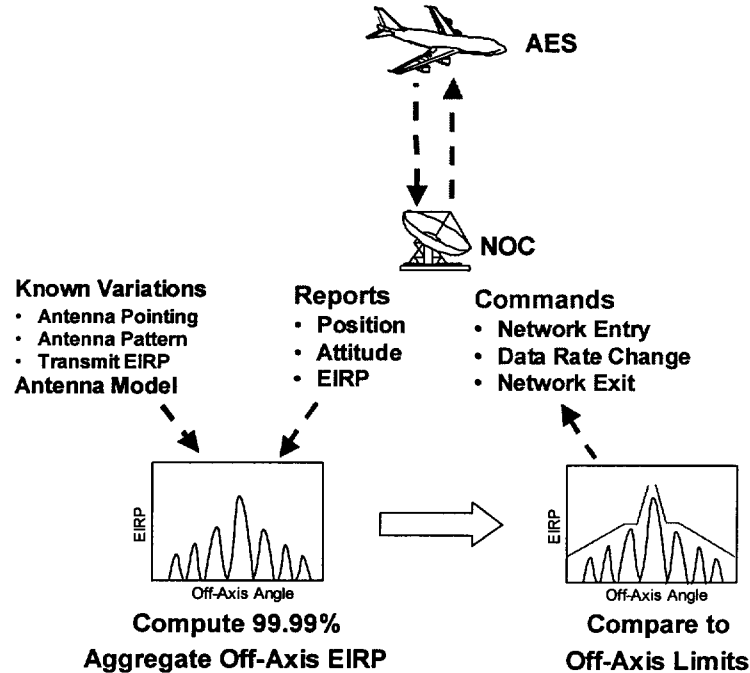 AES
NOC
Known Variations
• Antenna Pointing
• Antenna Pattern
• Transmit EIRP
Antenna Model
Reports
• Position
• Attitude
• EIRP
Commands
• Network Entry
• Data Rate Change
• Network Exit
EIRP
Off-Axis Angle
Compute 99.99%
Aggregate Off-Axis EIRP
EIRP
Off-Axis Angle
Compare to
Off-Axis Limits